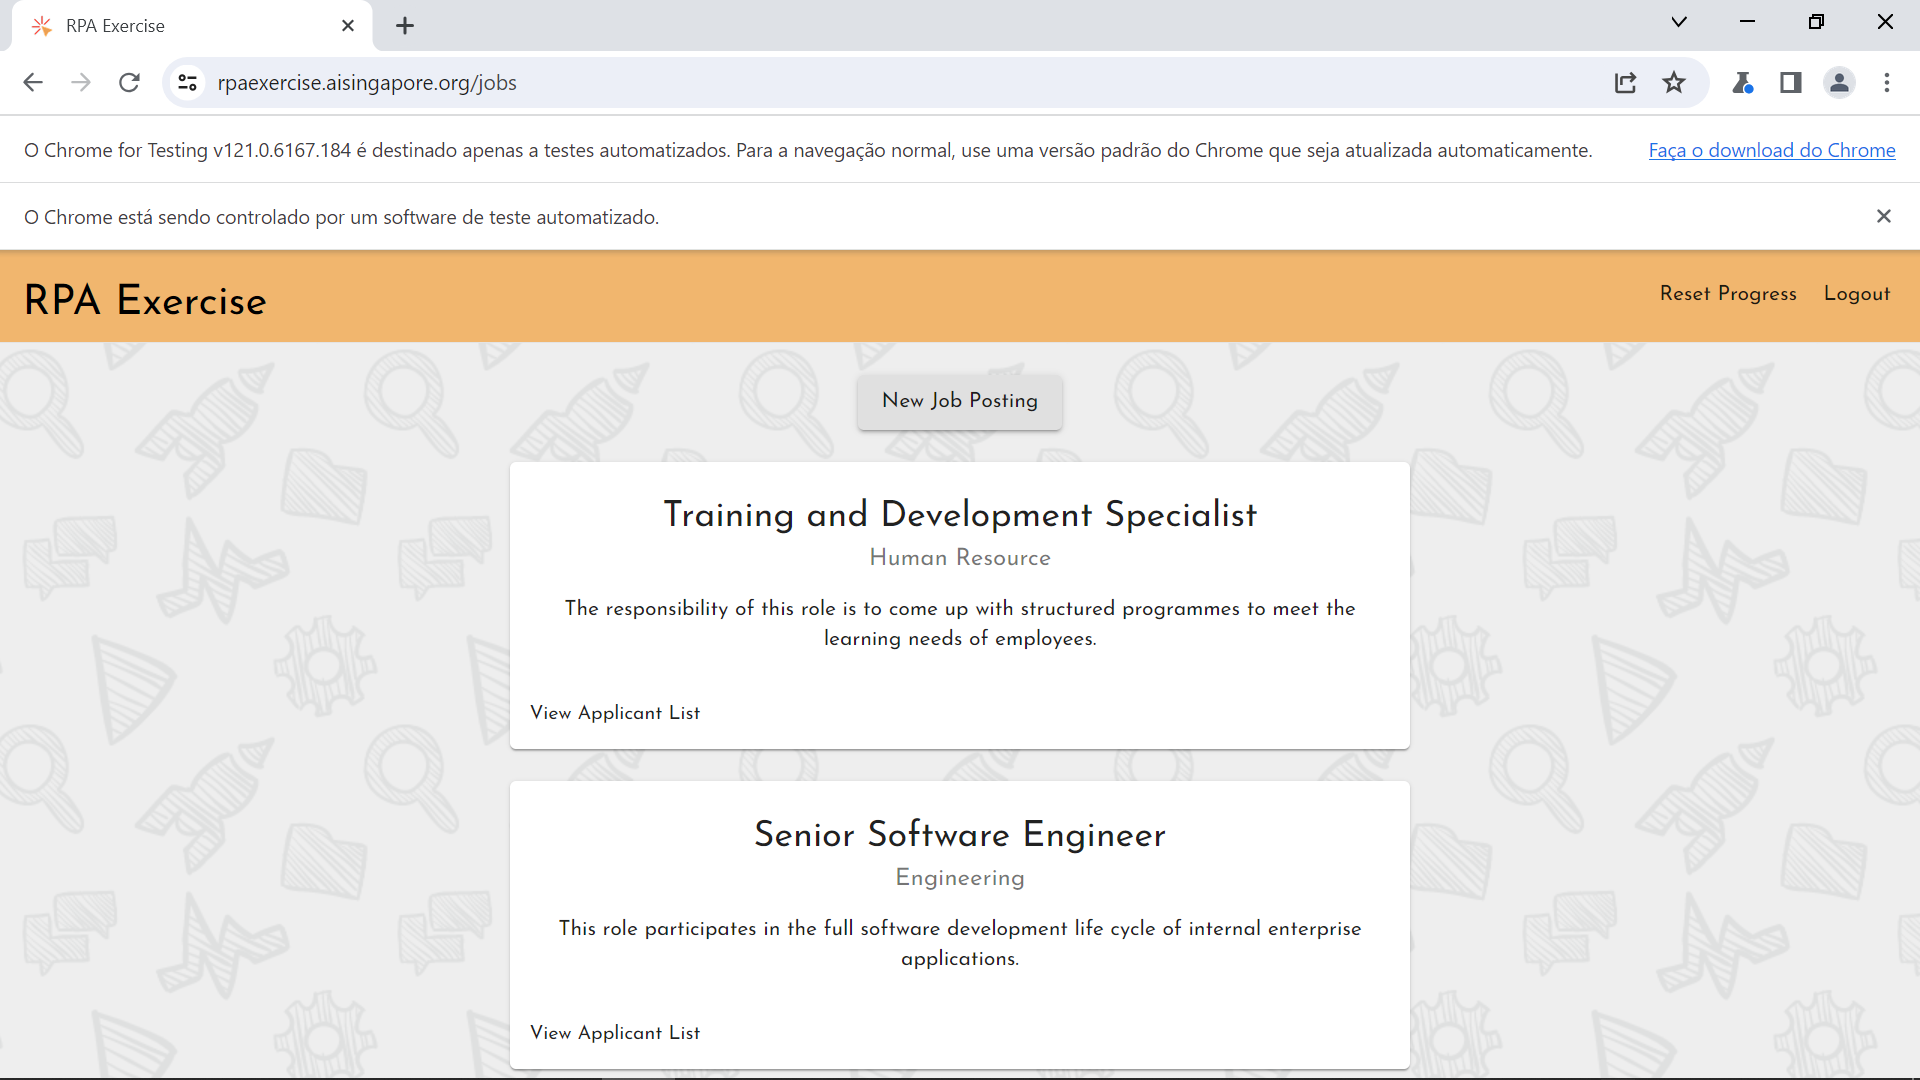 RPA Exercise
rpaexercise.aisingapore.org/jobs
O Chrome for Testing v121.0.6167.184 é destinado apenas a testes automatizados. Para a navegação normal, use uma versão padrão do Chrome que seja atualizada automaticamente.
Faça o download do Chrome
O Chrome está sendo controlado por um software de teste automatizado.
RPA Exercise
Reset Progress
Logout
New Job Posting
Training and Development Specialist
Human Resource
The responsibility of this role is to come up with structured programmes to meet the
learning needs of employees.
View Applicant List
Senior Software Engineer
Engineering
This role participates in the full software development life cycle of internal enterprise
applications.
View Applicant List